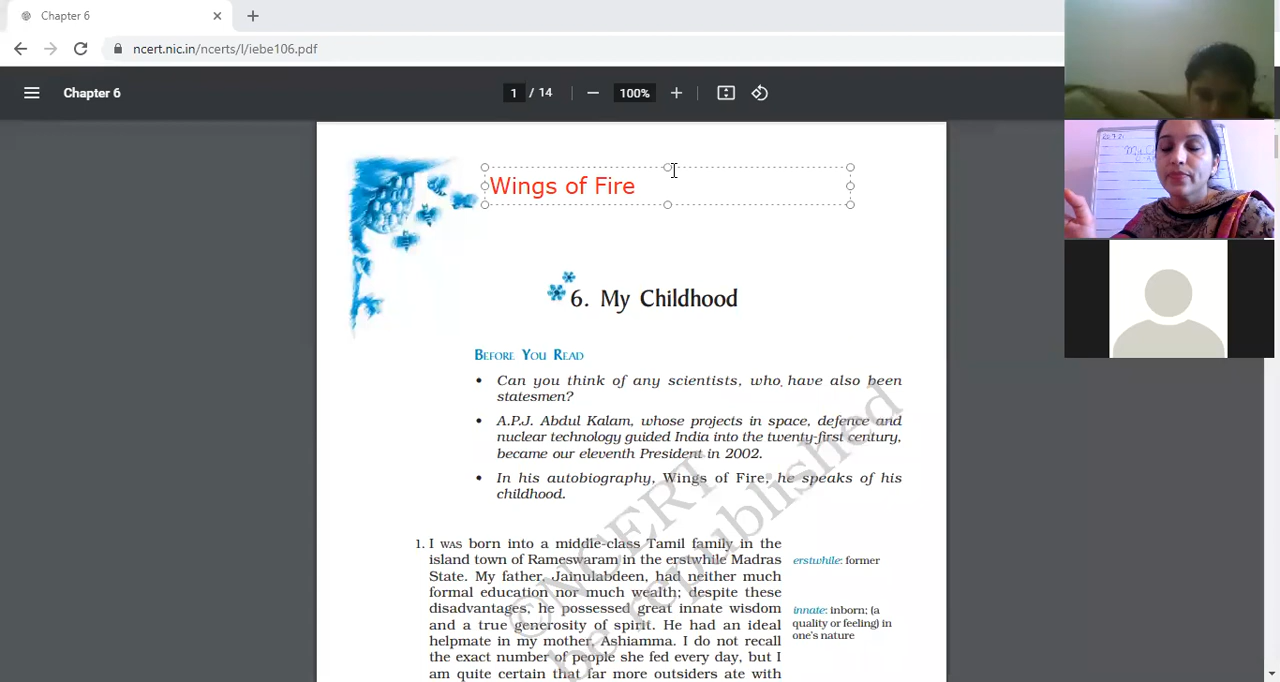 Chapter 6
ncert.nic.in/ncerts/l/iebe106.pdf
Chapter 6
1 / 14
100%
Wings of Fire
6. My Childhood
BEFORE YOU READ
• Can you think of any scientists, who have also been
statesmen?
• A.P.J. Abdul Kalam, whose projects in space, defence and
nuclear technology guided India into the twenty-first century,
became our eleventh President in 2002.
• In his autobiography, Wings of Fire, he speaks of his
childhood.
1. I WAS born into a middle-class Tamil family in the
island town of Rameswaram in the erstwhile Madras
State. My father, Jainulabdeen, had neither much
formal education nor much wealth; despite these
disadvantages, he possessed great innate wisdom
and a true generosity of spirit. He had an ideal
helpmate in my mother, Ashiamma. I do not recall
the exact number of people she fed every day, but I
am quite certain that far more outsiders ate with
erstwhile: former
innate: inborn; (a
quality or feeling) in
one's nature
©NCERT
be republished